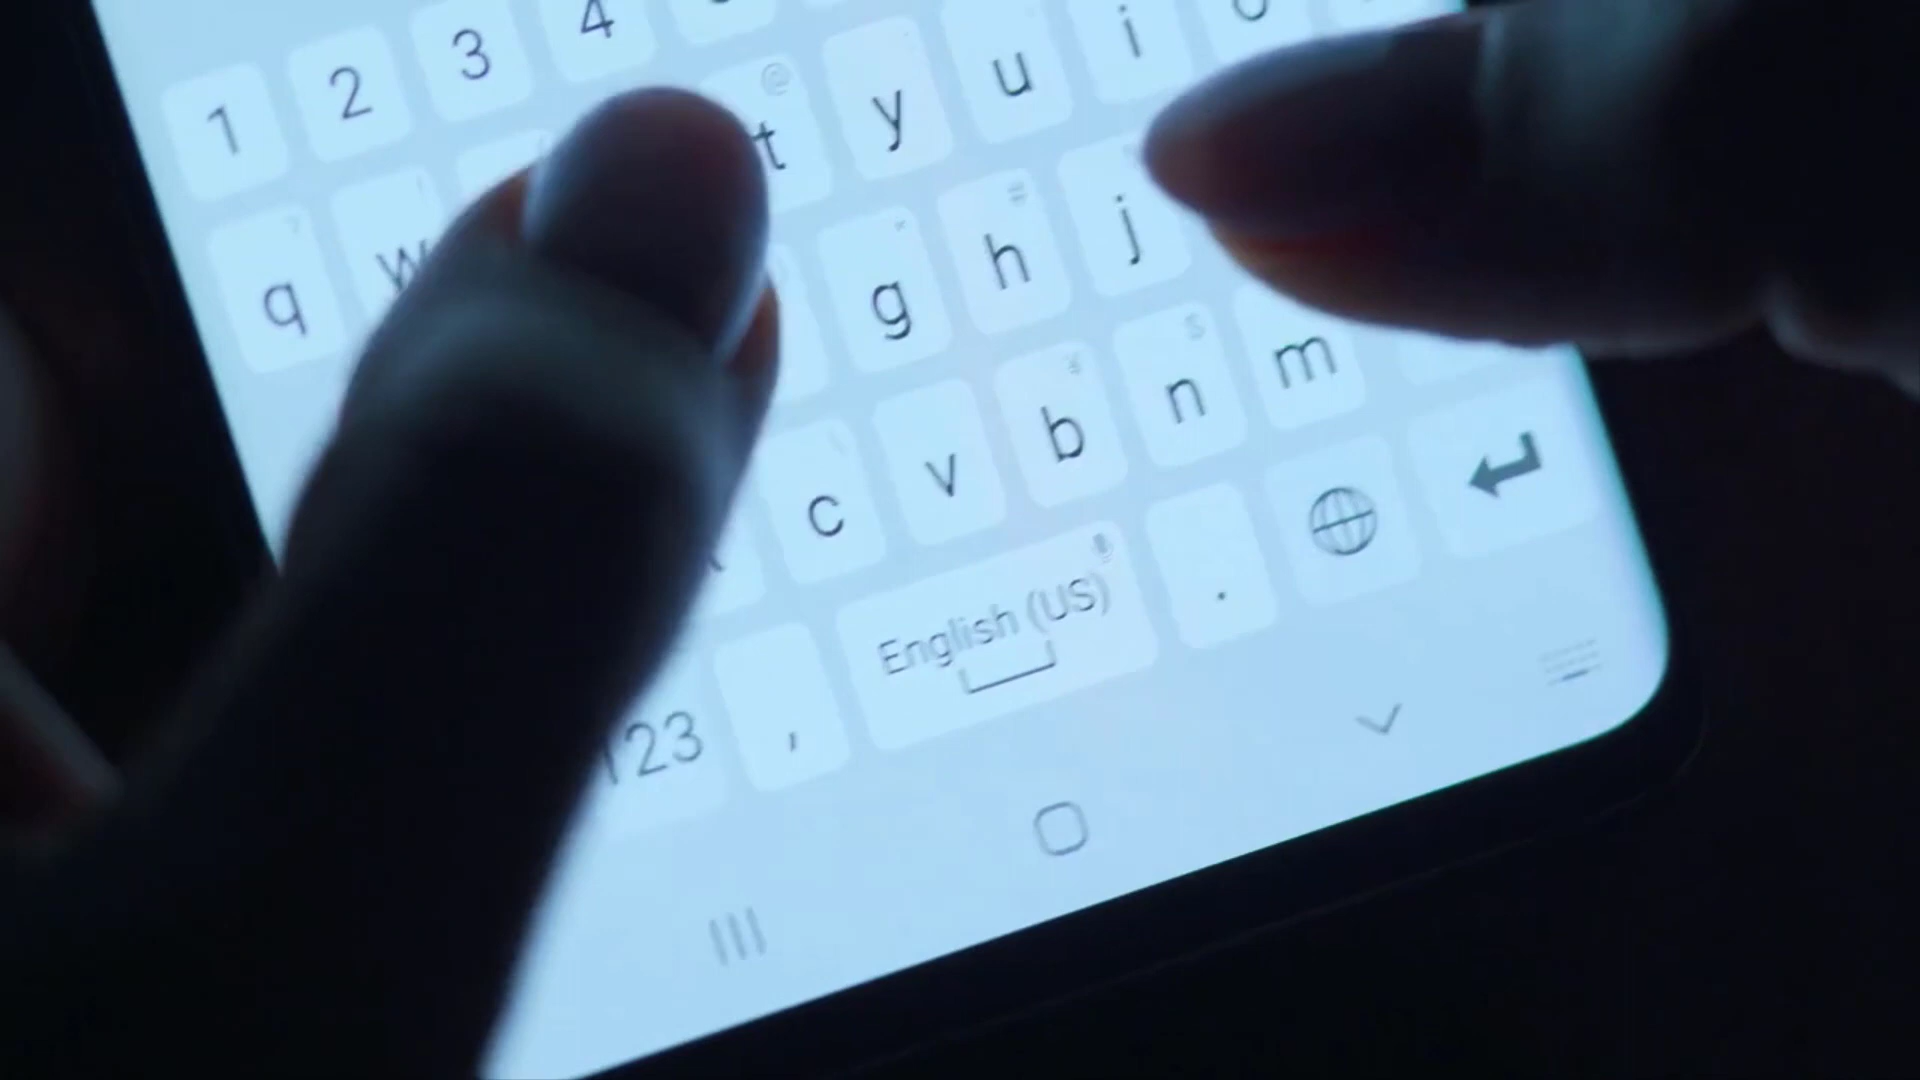 1 2 3 4
q w t @ y u i o
g h j
c v b n $ m
123 , English (US) .